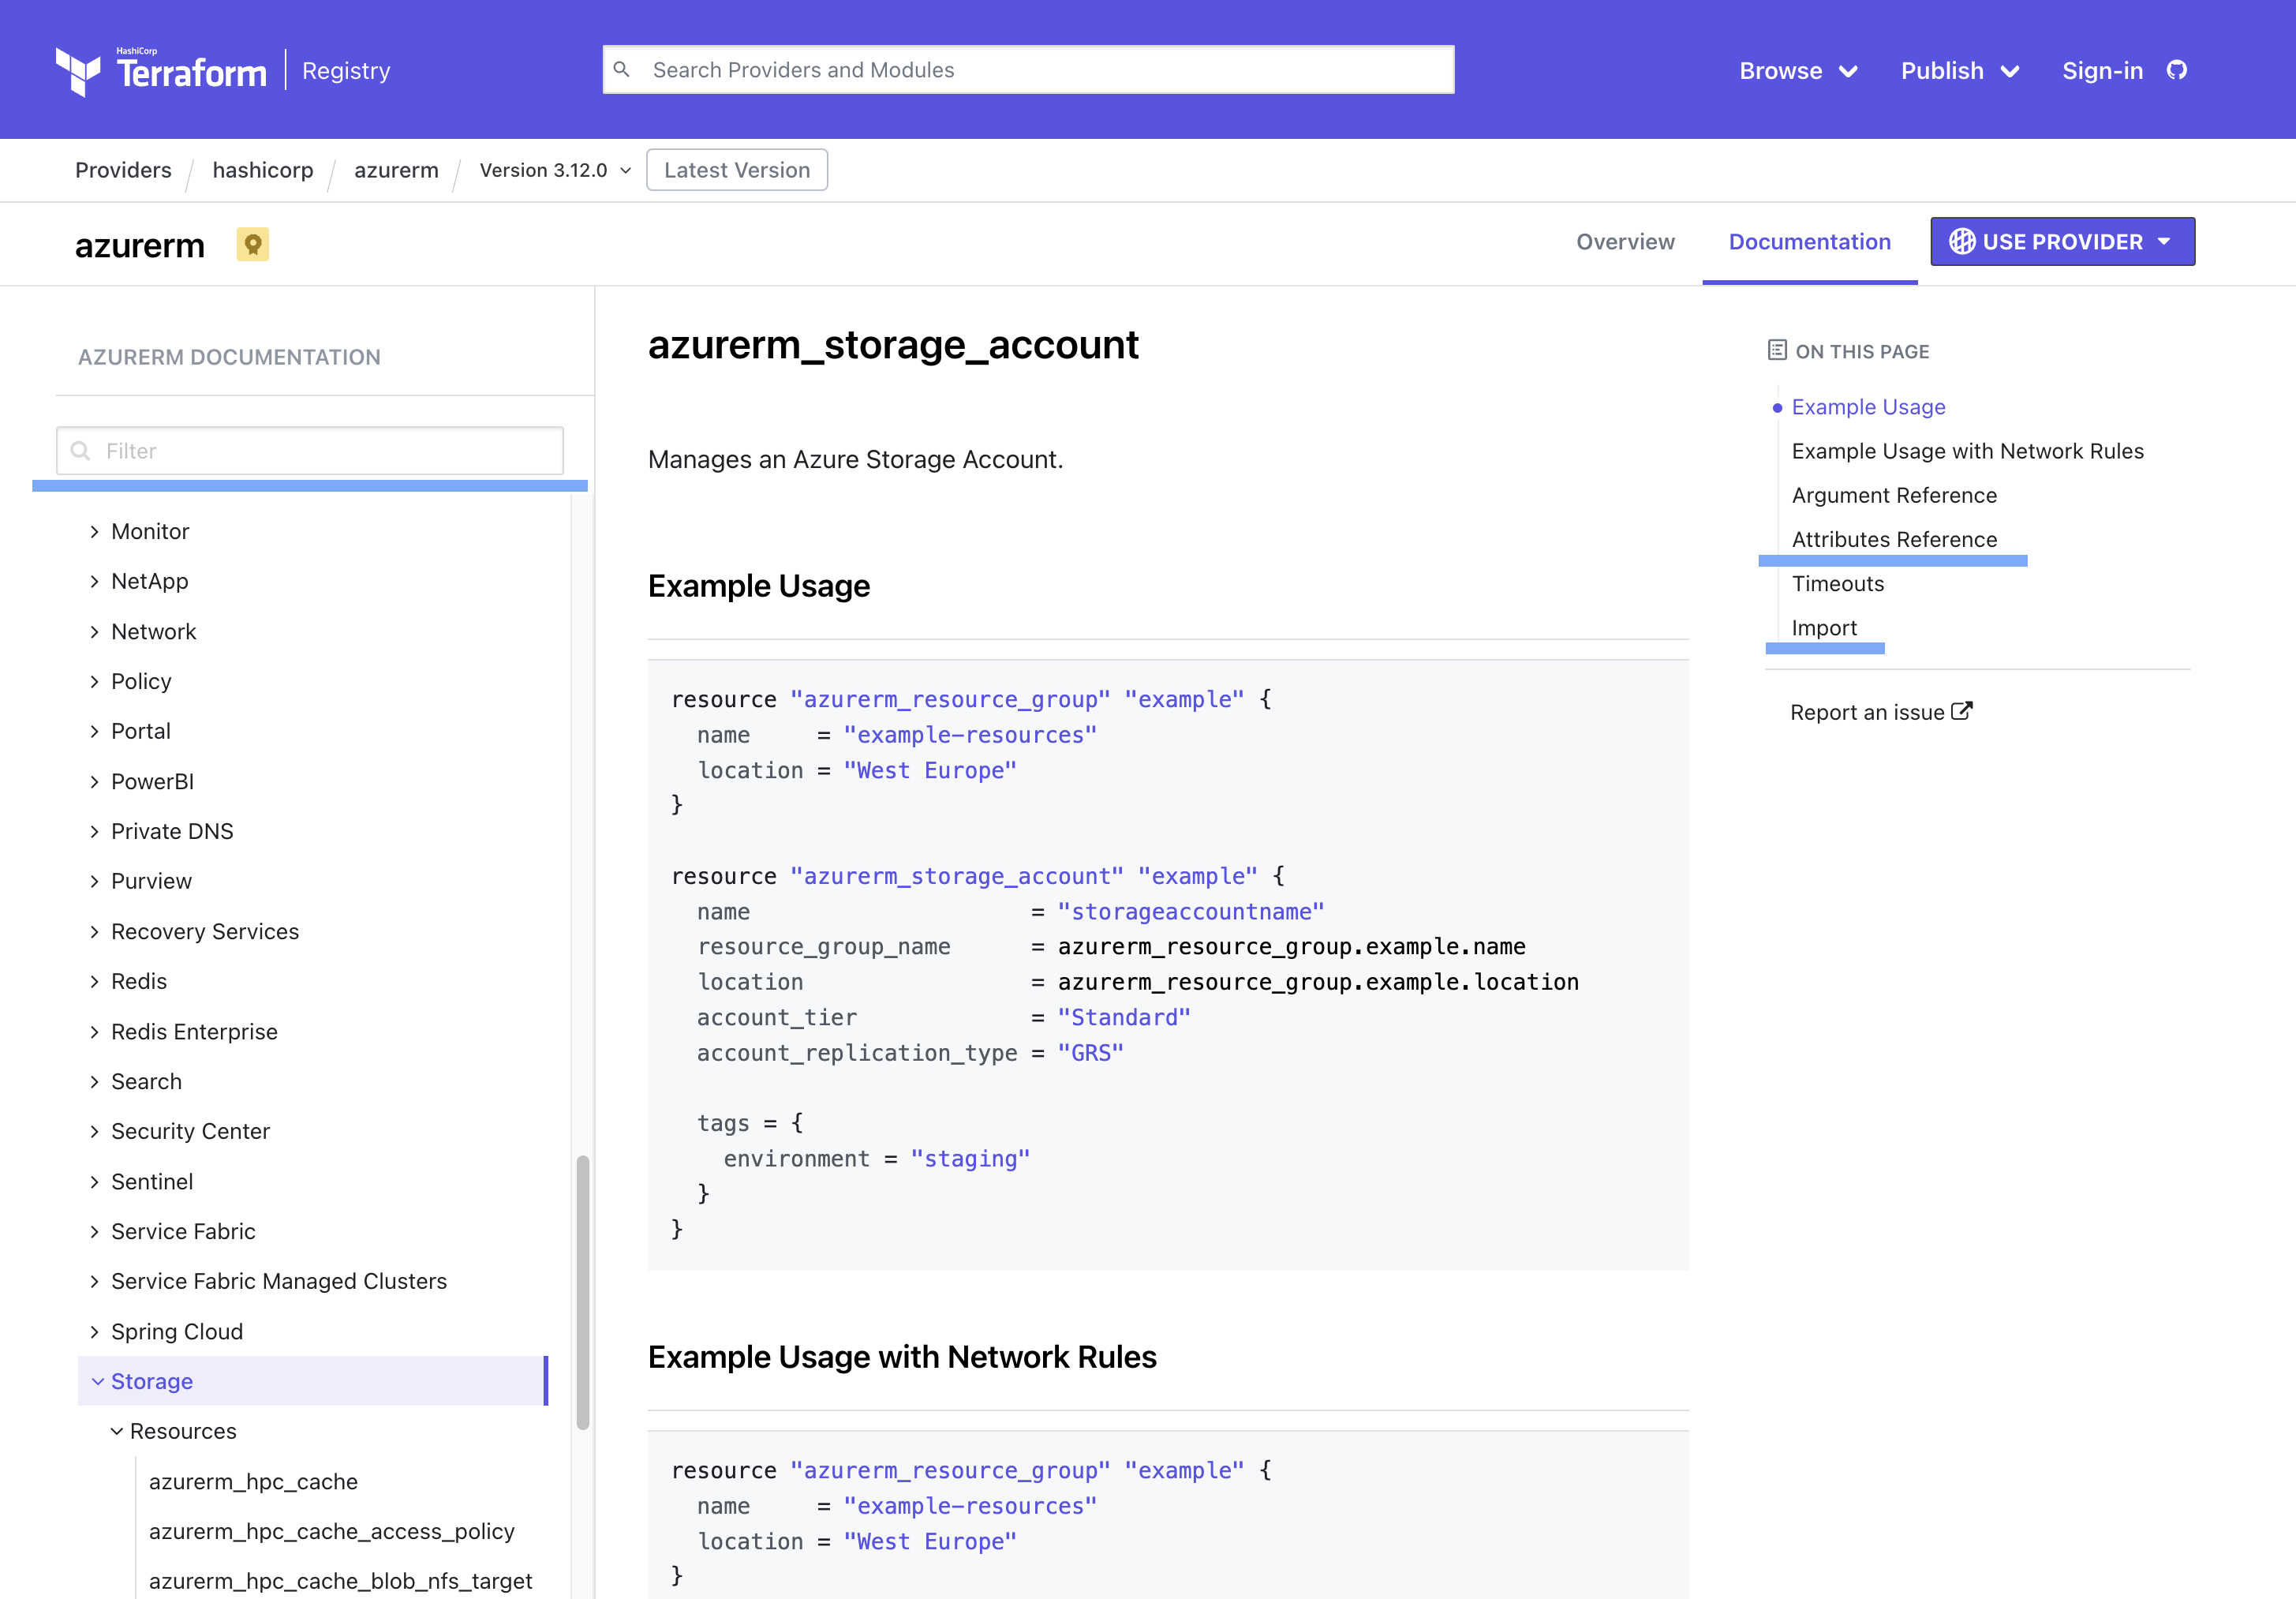 HashiCorp
Terraform
Registry
Search Providers and Modules
Browse
Publish
Sign-in
Providers / hashicorp / azurerm / Version 3.12.0
Latest Version
azurerm
Overview
Documentation
USE PROVIDER
AZURERM DOCUMENTATION
Filter
Monitor
NetApp
Network
Policy
Portal
PowerBI
Private DNS
Purview
Recovery Services
Redis
Redis Enterprise
Search
Security Center
Sentinel
Service Fabric
Service Fabric Managed Clusters
Spring Cloud
Storage
Resources
azurerm_hpc_cache
azurerm_hpc_cache_access_policy
azurerm_hpc_cache_blob_nfs_target
azurerm_storage_account
Manages an Azure Storage Account.
Example Usage
resource "azurerm_resource_group" "example" {
  name     = "example-resources"
  location = "West Europe"
}
resource "azurerm_storage_account" "example" {
  name                     = "storageaccountname"
  resource_group_name      = azurerm_resource_group.example.name
  location                 = azurerm_resource_group.example.location
  account_tier             = "Standard"
  account_replication_type = "GRS"
  tags = {
    environment = "staging"
  }
}
Example Usage with Network Rules
resource "azurerm_resource_group" "example" {
  name     = "example-resources"
  location = "West Europe"
}
ON THIS PAGE
Example Usage
Example Usage with Network Rules
Argument Reference
Attributes Reference
Timeouts
Import
Report an issue